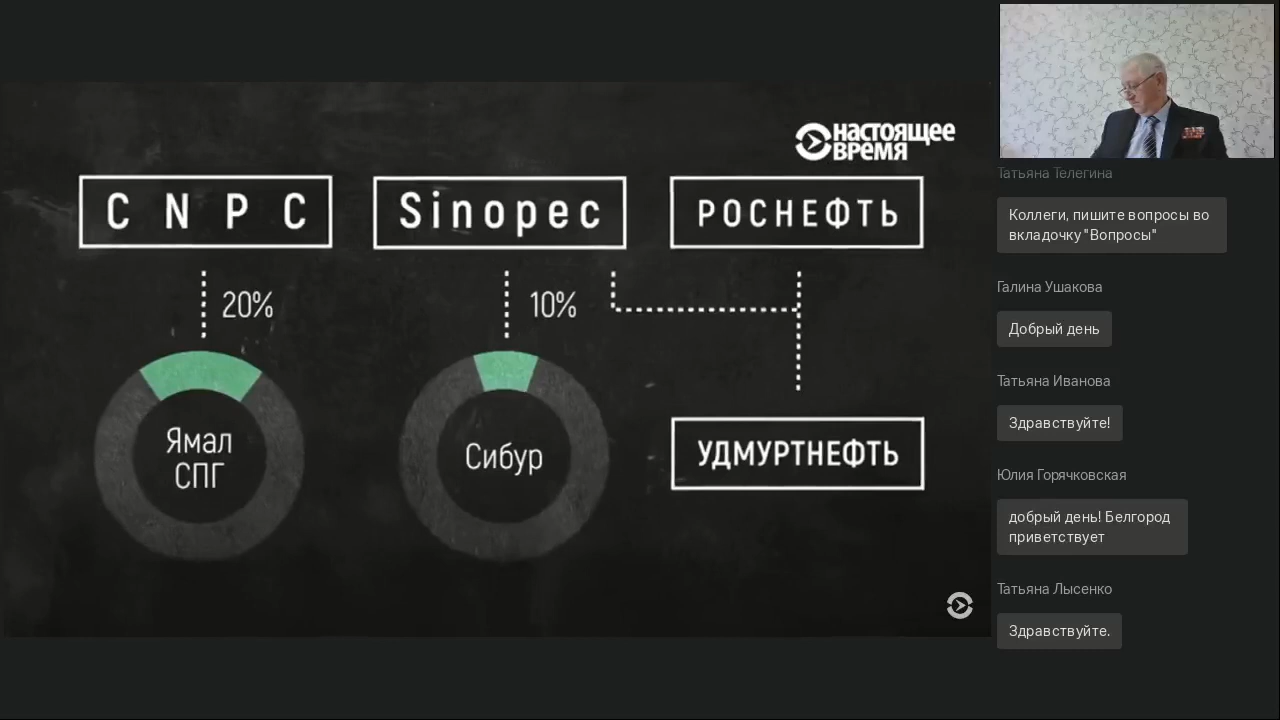 НАСТОЯЩЕЕ
ВРЕМЯ
CNPC
Sinopec
РОСНЕФТЬ
20%
10%
Ямал
СПГ
Сибур
УДМУРТНЕФТЬ
Татьяна Телегина
Коллеги, пишите вопросы во
вкладочку "Вопросы"
Галина Ушакова
Добрый день
Татьяна Иванова
Здравствуйте!
Юлия Горячковская
добрый день! Белгород
приветствует
Татьяна Лысенко
Здравствуйте.